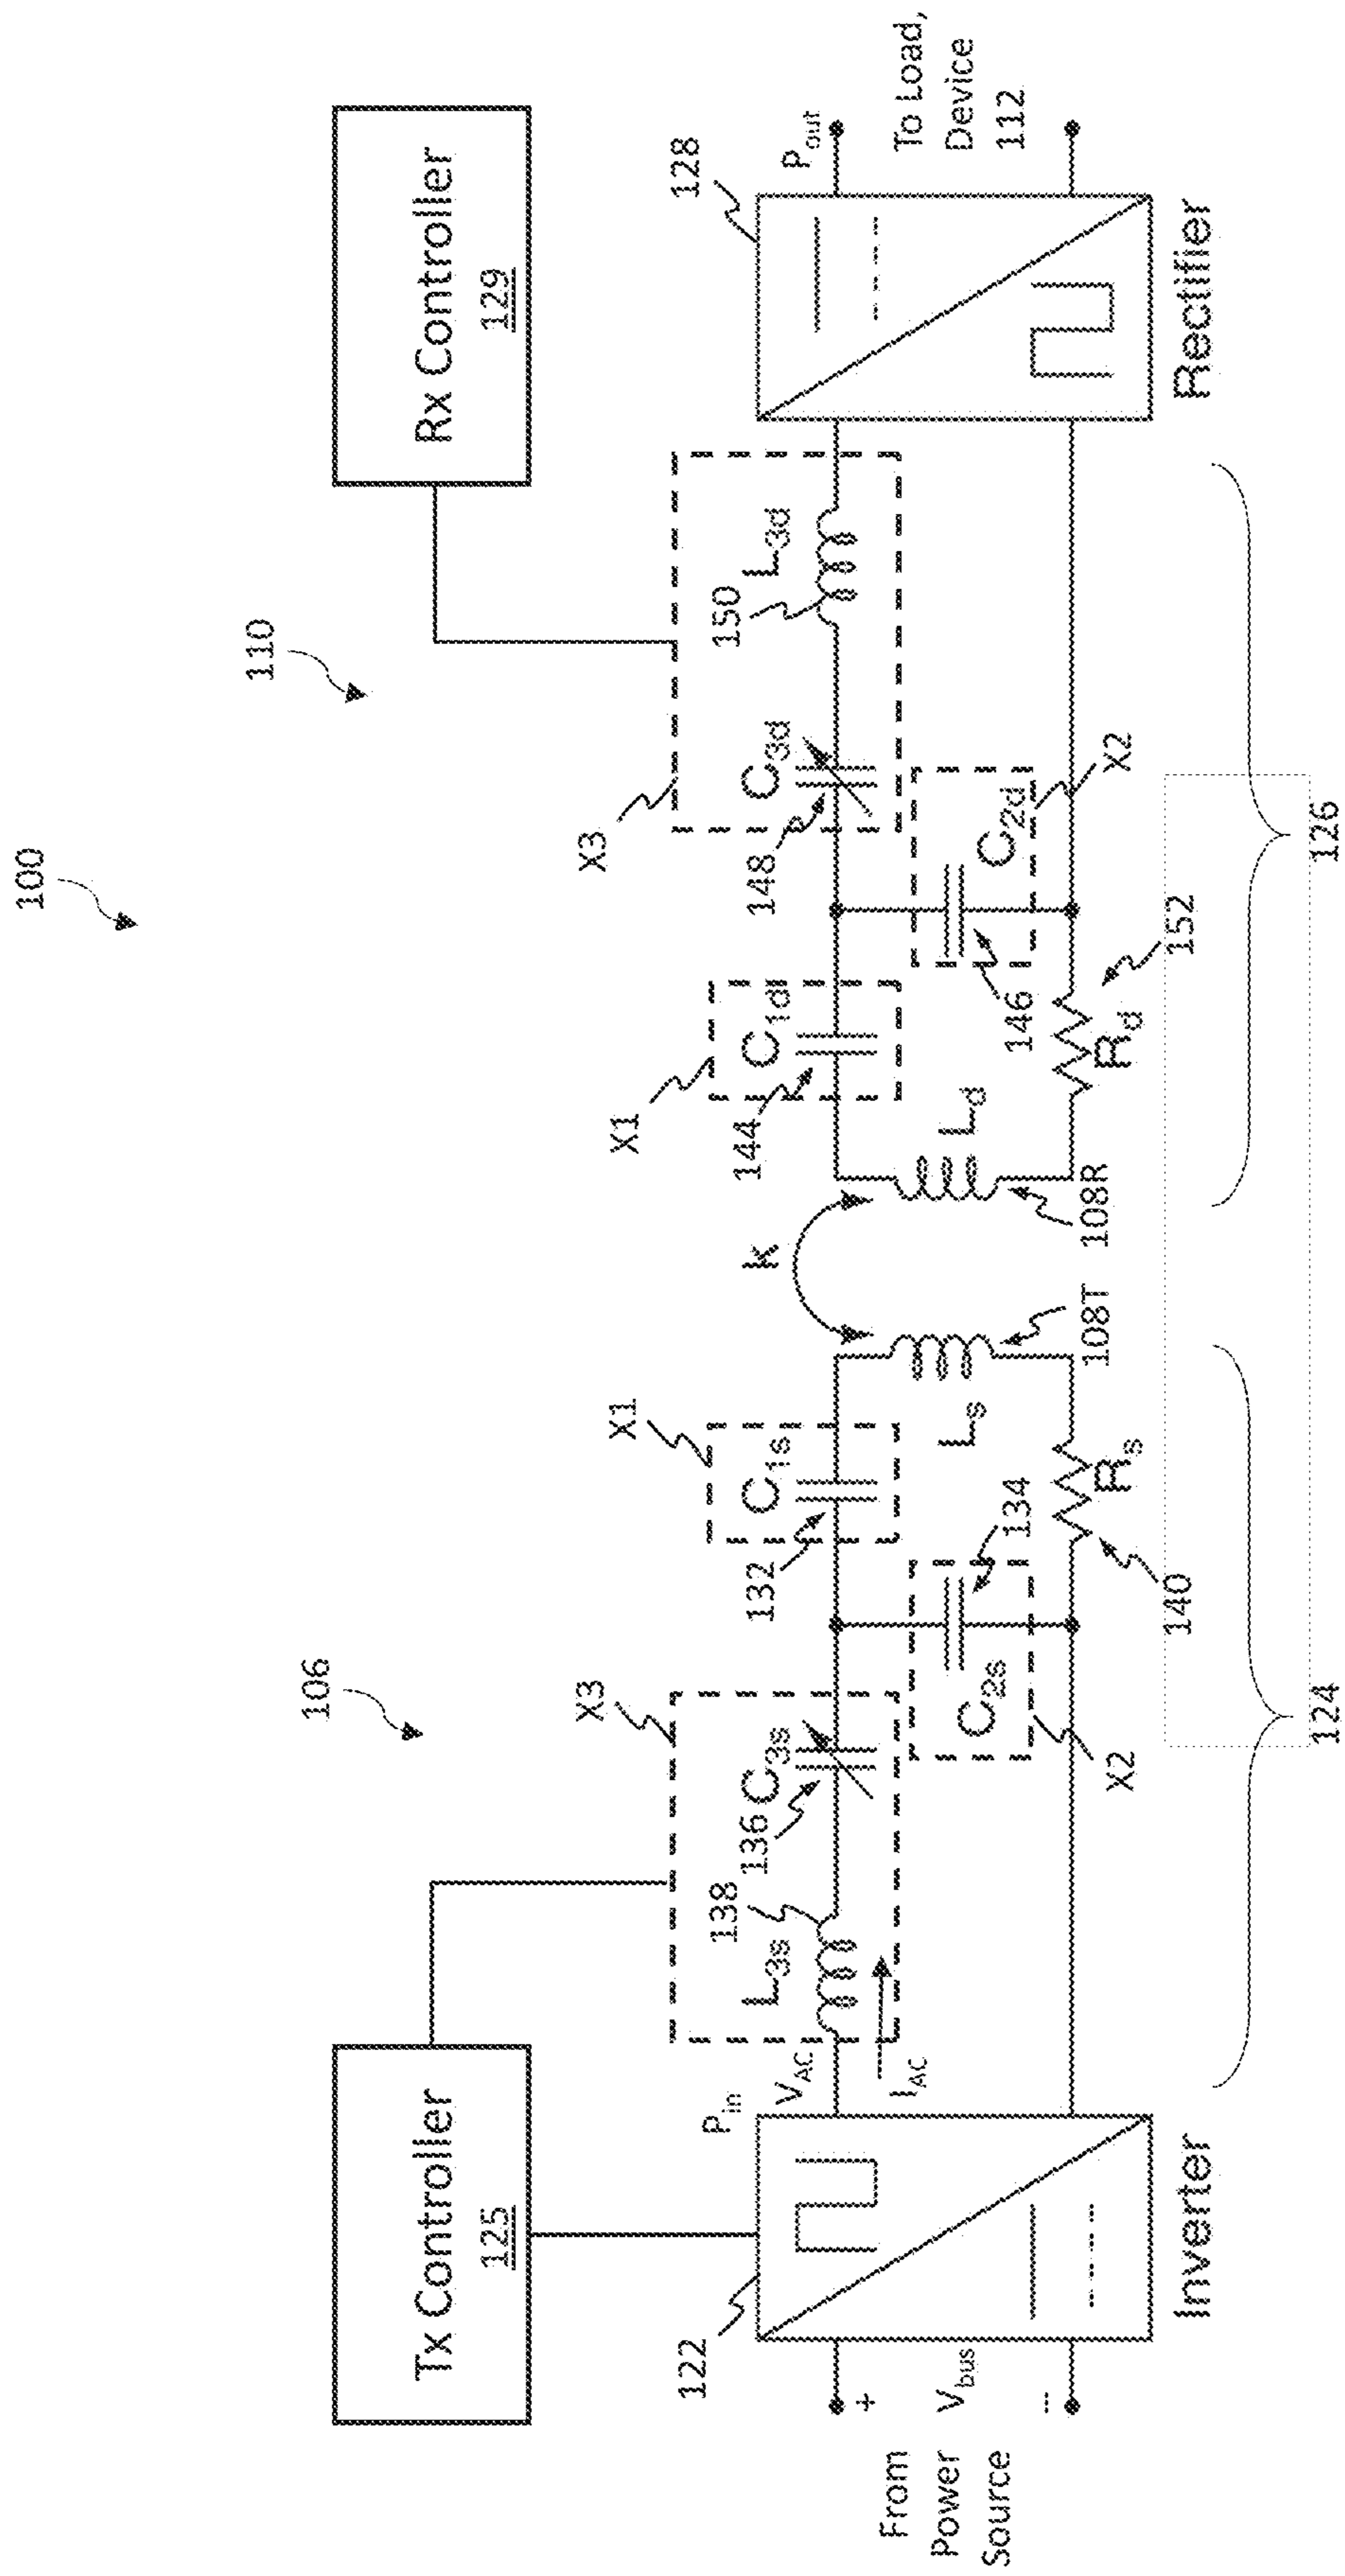 100
106
110
Tx Controller
125
Rx Controller
129
X3
X1
X1
X3
122
P_in
V_AC
I_AC
L_3s
138
136
C_3s
132
C_1s
k
144
C_1d
148
C_3d
150
L_3d
128
P_out
From
Power
Source
+
V_bus
--
C_2s
134
L_s
L_d
146
C_2d
To Load,
Device
112
Inverter
X2
140
R_s
108T
108R
R_d
152
X2
Rectifier
124
126